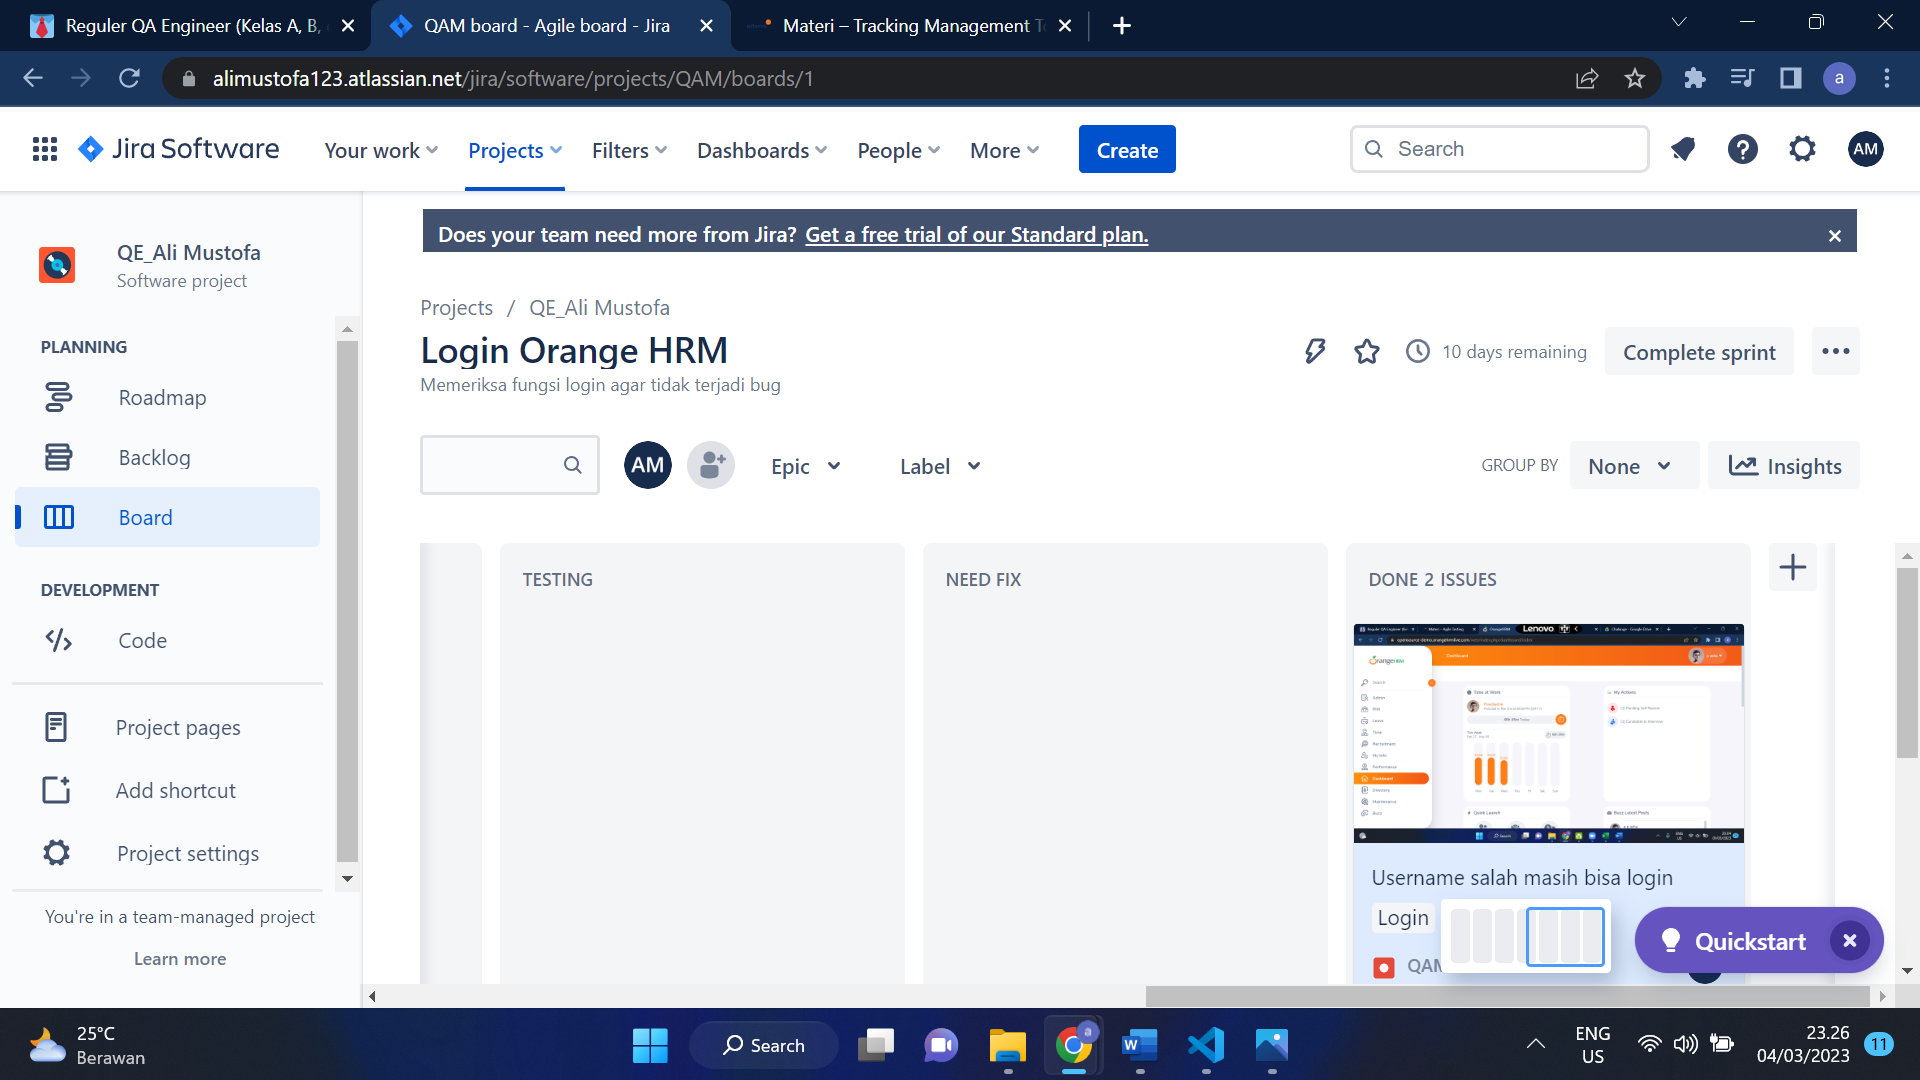 Reguler QA Engineer (Kelas A, B,
QAM board - Agile board - Jira
Materi – Tracking Management T
alimustofa123.atlassian.net/jira/software/projects/QAM/boards/1
a
Jira Software
Your work
Projects
Filters
Dashboards
People
More
Create
Search
AM
Does your team need more from Jira? Get a free trial of our Standard plan.
QE_Ali Mustofa
Software project
PLANNING
Roadmap
Backlog
Board
DEVELOPMENT
Code
Project pages
Add shortcut
Project settings
You're in a team-managed project
Learn more
Projects / QE_Ali Mustofa
Login Orange HRM
Memeriksa fungsi login agar tidak terjadi bug
10 days remaining
Complete sprint
AM
Epic
Label
GROUP BY
None
Insights
TESTING
NEED FIX
DONE 2 ISSUES
Lenovo
Username salah masih bisa login
Login
QAM
Quickstart
25°C
Berawan
Search
a
ENG
US
23.26
04/03/2023
11